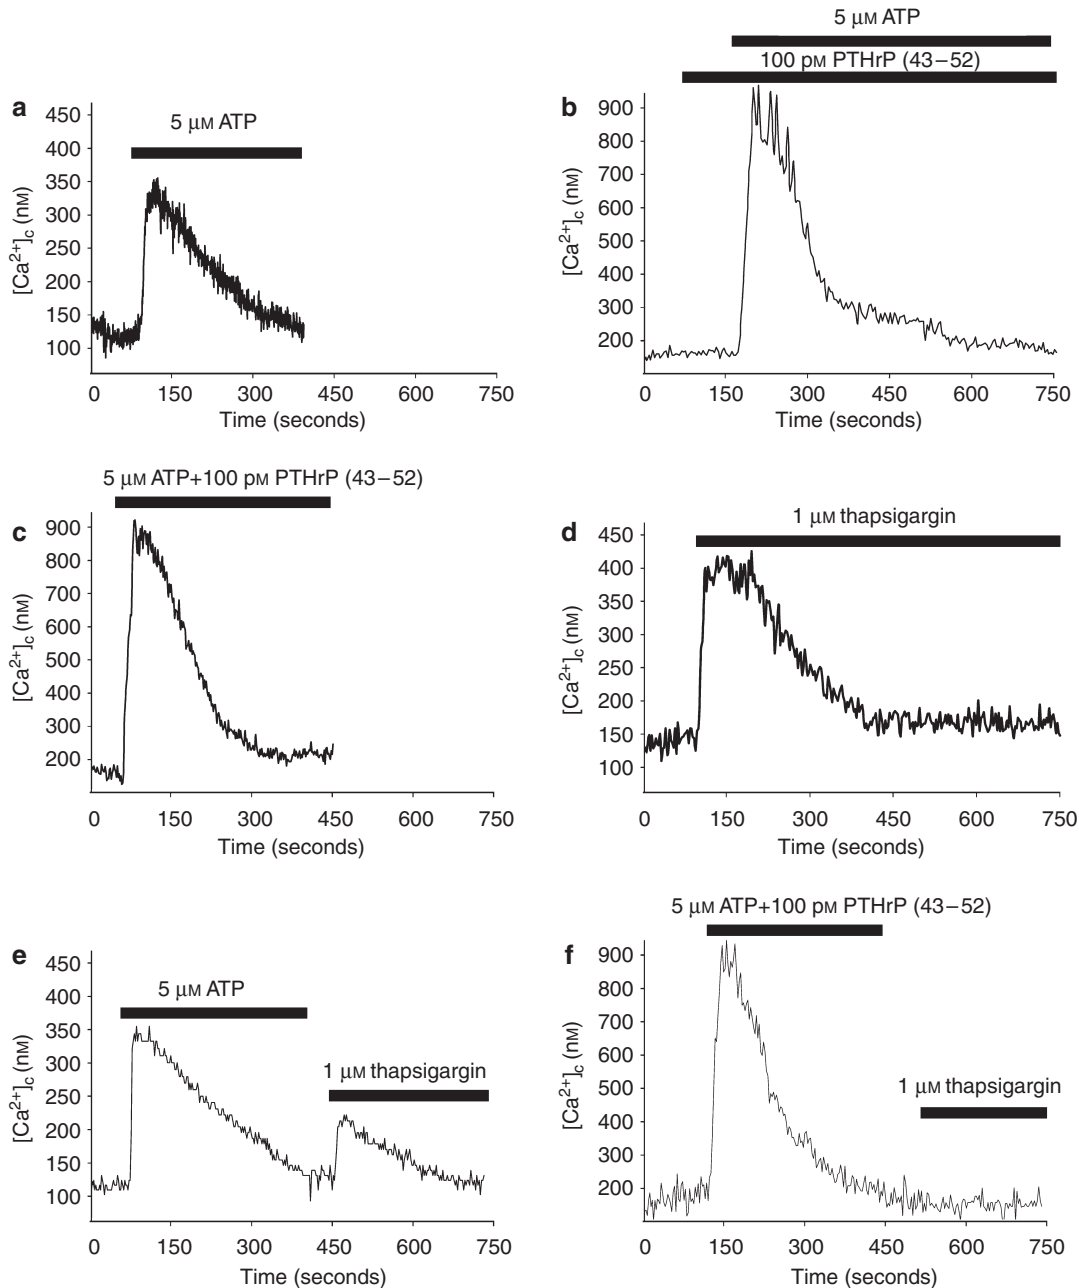 5 µM ATP
100 pM PTHrP (43–52)
a
450
400
350
300
250
200
150
100
[Ca2+]c (nM)
5 µM ATP
0 150 300 450 600 750
Time (seconds)
b
900
800
700
600
500
400
300
200
[Ca2+]c (nM)
0 150 300 450 600 750
Time (seconds)
5 µM ATP+100 pM PTHrP (43–52)
c
900
800
700
600
500
400
300
200
[Ca2+]c (nM)
0 150 300 450 600 750
Time (seconds)
d
1 µM thapsigargin
450
400
350
300
250
200
150
100
[Ca2+]c (nM)
0 150 300 450 600 750
Time (seconds)
e
450
400
350
300
250
200
150
100
[Ca2+]c (nM)
5 µM ATP
1 µM thapsigargin
0 150 300 450 600 750
Time (seconds)
5 µM ATP+100 pM PTHrP (43–52)
f
900
800
700
600
500
400
300
200
[Ca2+]c (nM)
1 µM thapsigargin
0 150 300 450 600 750
Time (seconds)